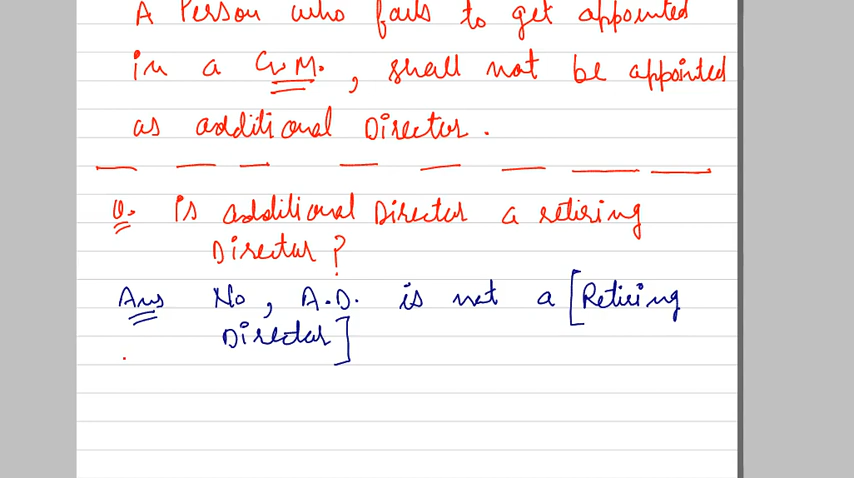 A Person who fails to get appointed
in a G.M., shall not be appointed
as additional Director.
Q. is additional Director a retiring
Director?
Ans No, A.D. is not a [Retiring
Director]